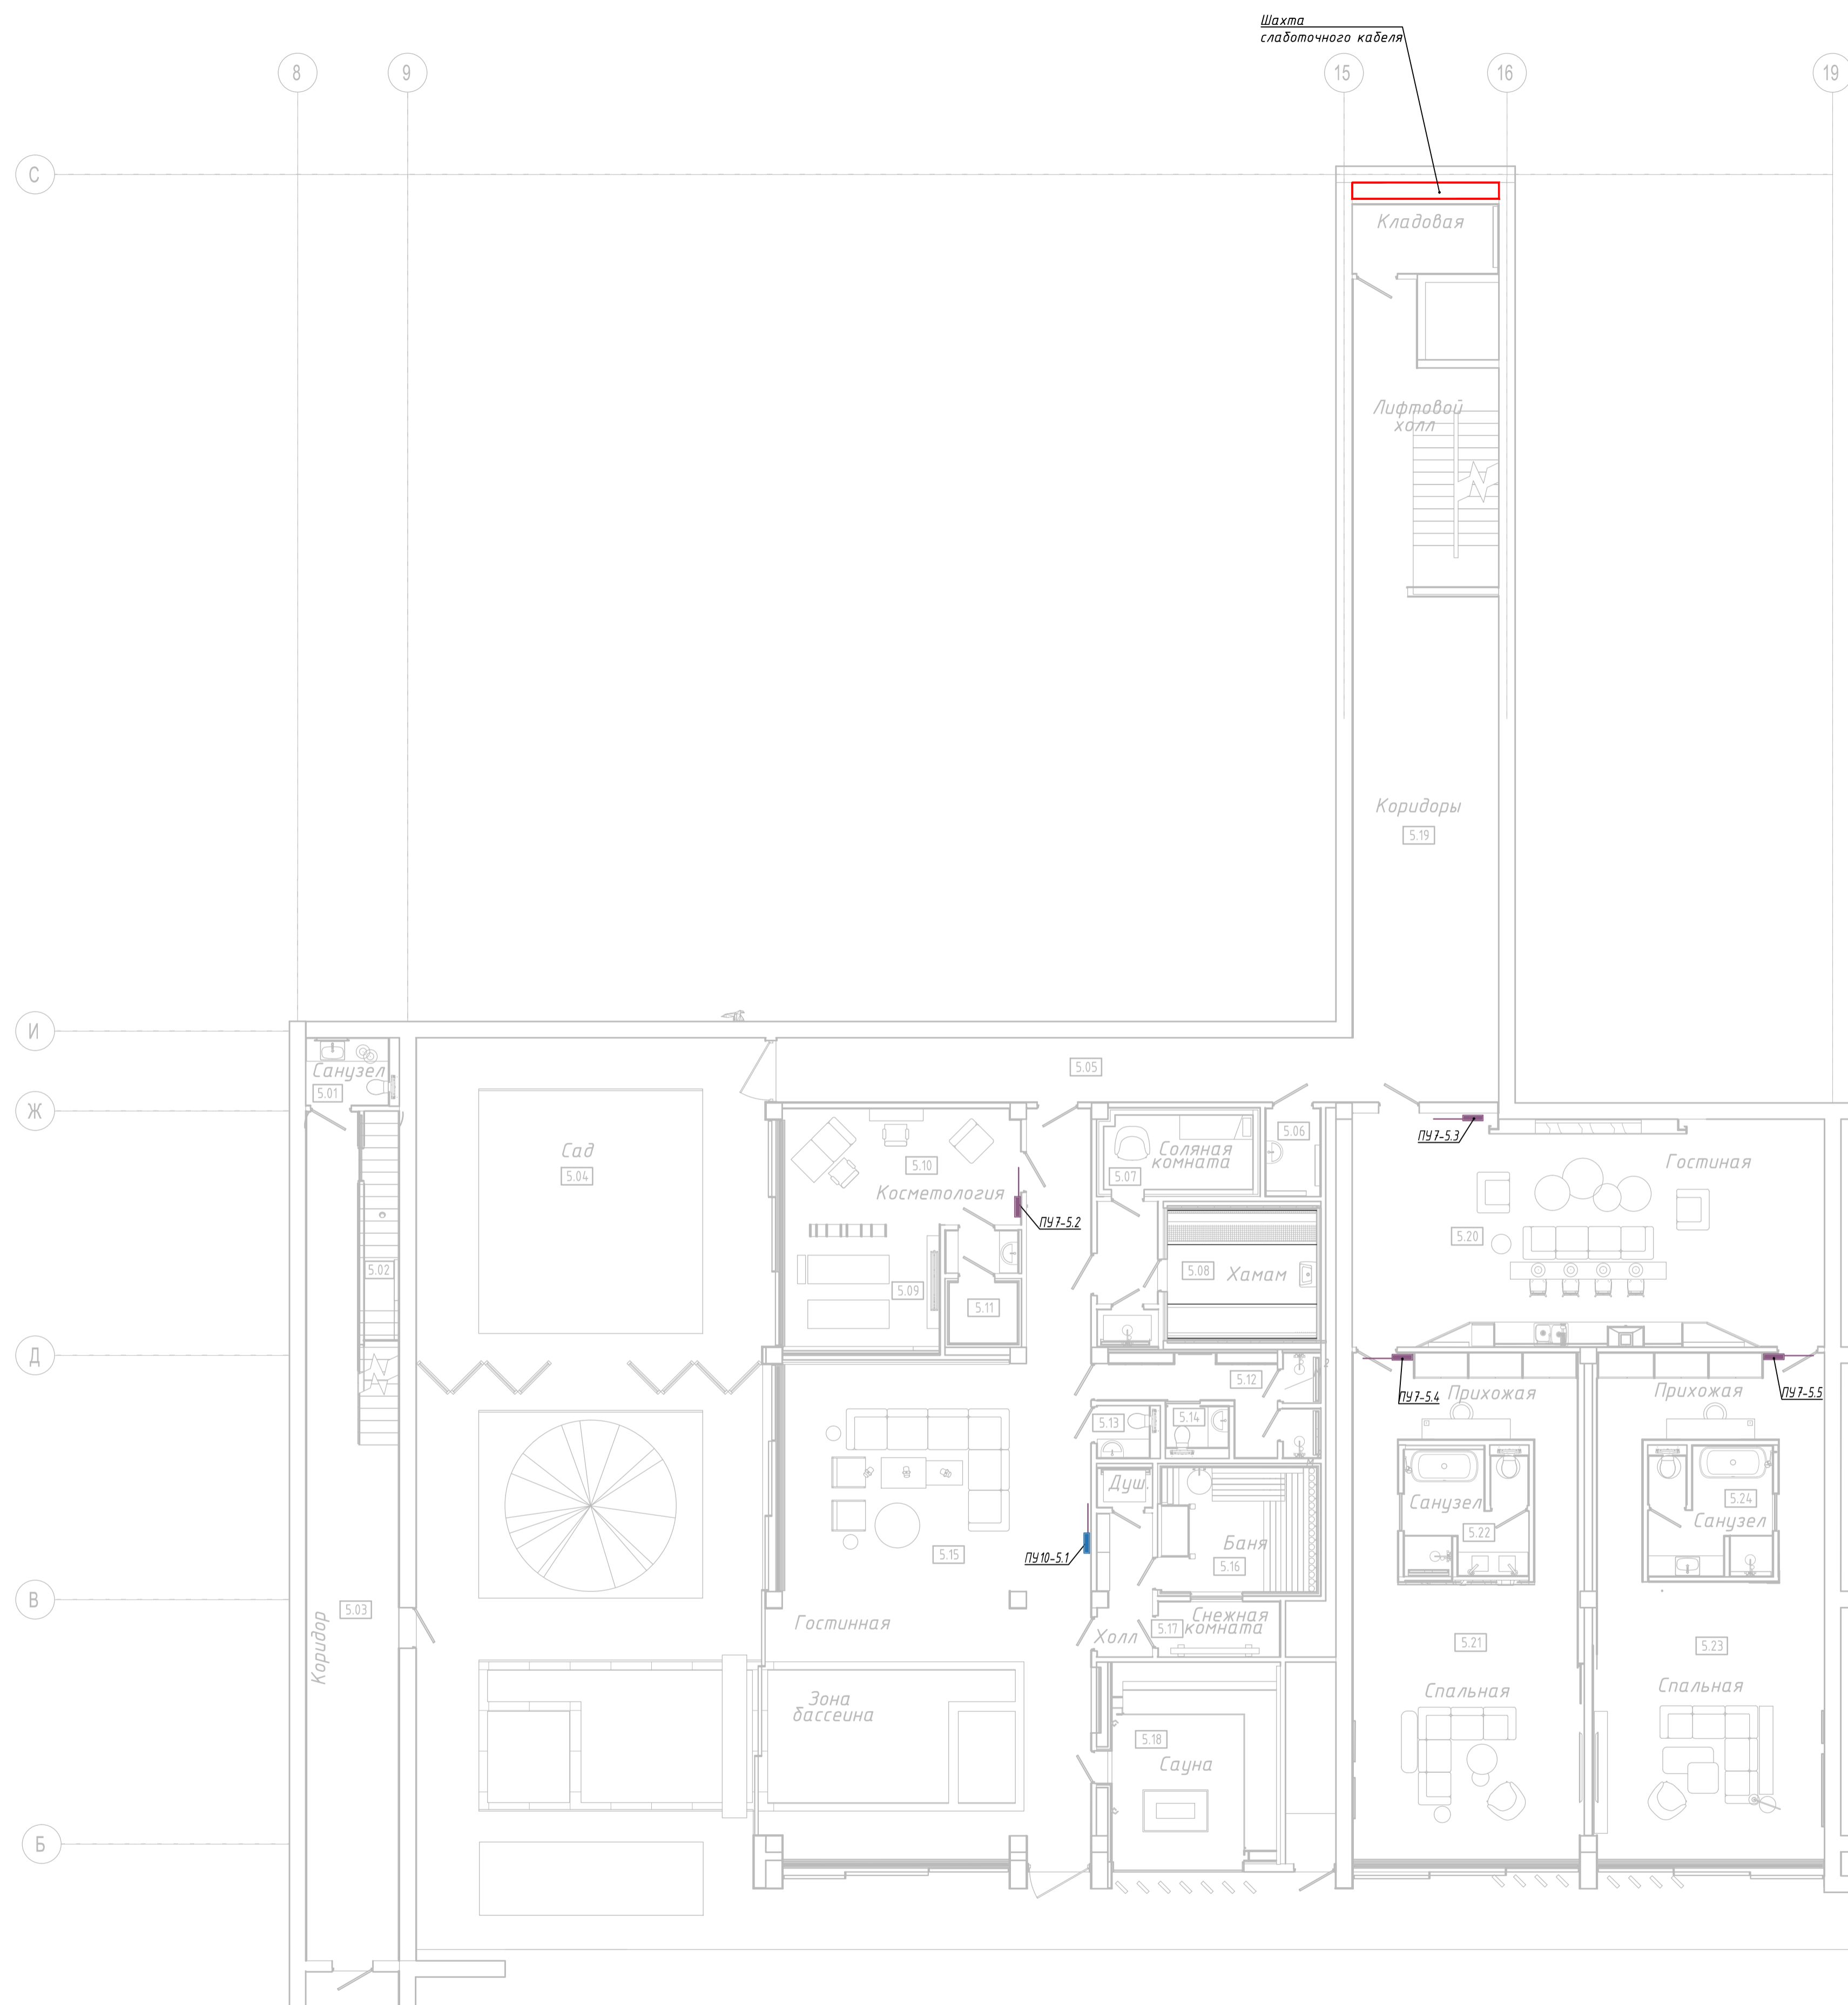 Шахта
слаботочного кабеля
8
9
15
16
19
С
Кладовая
Лифтовой
холл
Коридоры
5.19
И
Ж
Д
В
Б
Санузел
5.01
5.02
5.03
Коридор
Сад
5.04
5.05
5.06
Соляная
комната
5.07
5.08
Хамам
5.09
5.10
Косметология
5.11
ПУ7-5.2
ПУ7-5.3
Гостиная
5.20
5.12
5.13
5.14
Душ.
ПУ10-5.1
5.15
Гостинная
Баня
5.16
Снежная
комната
5.17
Холл
Зона
бассеина
5.18
Сауна
ПУ7-5.4
Прихожая
Прихожая
ПУ7-5.5
Санузел
5.22
5.24
Санузел
5.21
5.23
Спальная
Спальная